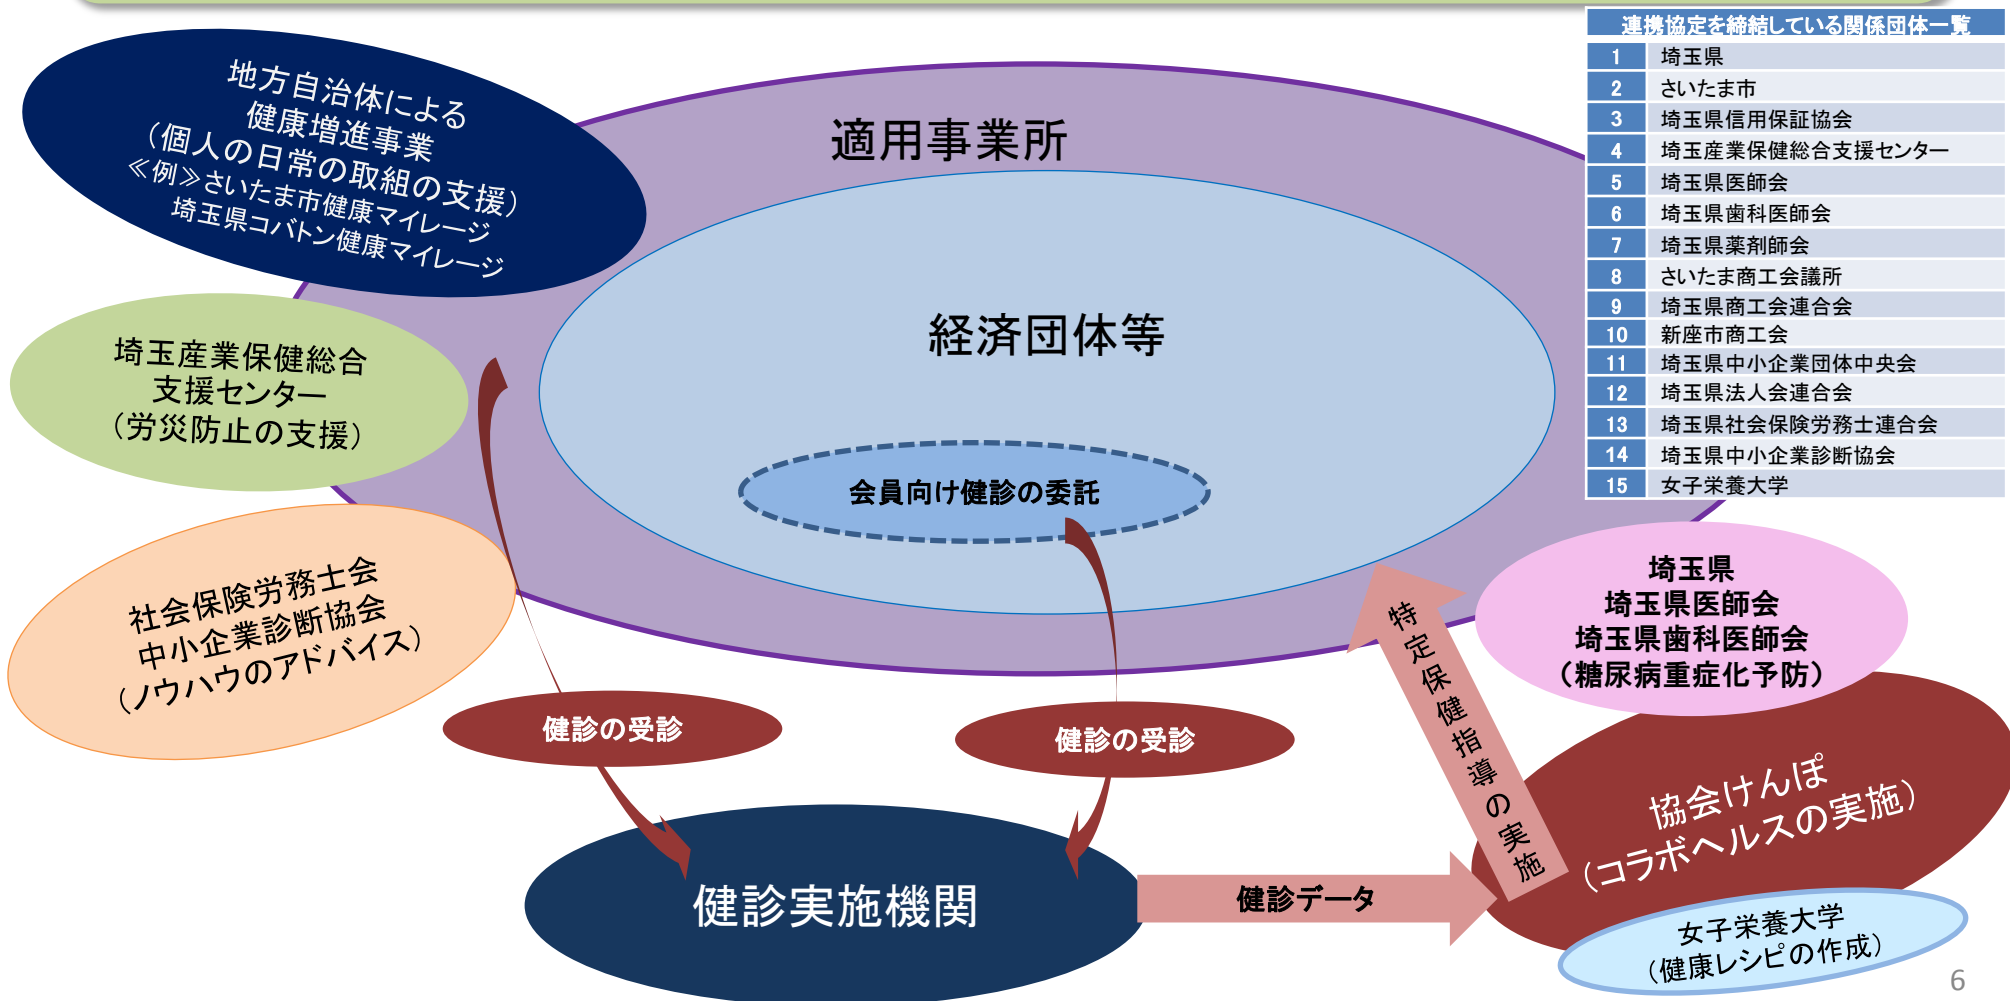 連携協定を締結している関係団体一覧
1 埼玉県
2 さいたま市
3 埼玉県信用保証協会
4 埼玉産業保健総合支援センター
5 埼玉県医師会
6 埼玉県歯科医師会
7 埼玉県薬剤師会
8 さいたま商工会議所
9 埼玉県商工会連合会
10 新座市商工会
11 埼玉県中小企業団体中央会
12 埼玉県法人会連合会
13 埼玉県社会保険労務士連合会
14 埼玉県中小企業診断協会
15 女子栄養大学
地方自治体による
健康増進事業
（個人の日常の取組の支援）
≪例≫さいたま市健康マイレージ
埼玉県コバトン健康マイレージ
適用事業所
経済団体等
会員向け健診の委託
埼玉産業保健総合
支援センター
（労災防止の支援）
社会保険労務士会
中小企業診断協会
（ノウハウのアドバイス）
健診の受診
健診の受診
健診実施機関
健診データ
特定保健指導の実施
埼玉県
埼玉県医師会
埼玉県歯科医師会
（糖尿病重症化予防）
協会けんぽ
（コラボヘルスの実施）
女子栄養大学
（健康レシピの作成）
6